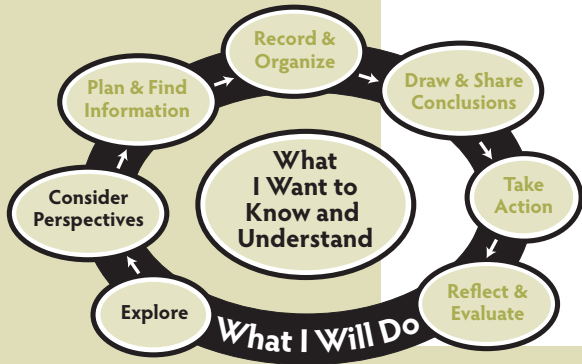 Record &
Organize
Plan & Find
Information
Draw & Share
Conclusions
What
I Want to
Know and
Understand
Consider
Perspectives
Take
Action
Explore
Reflect &
Evaluate
What I Will Do